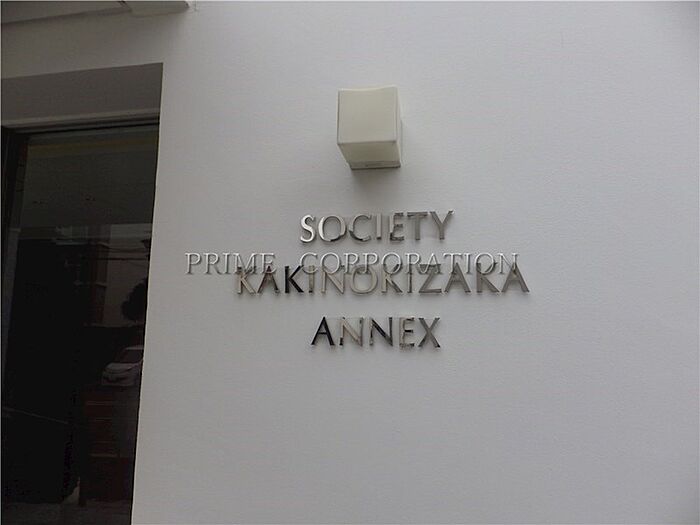 SOCIETY
PRIME CORPORATION
KAKINOKIZAKA
ANNEX